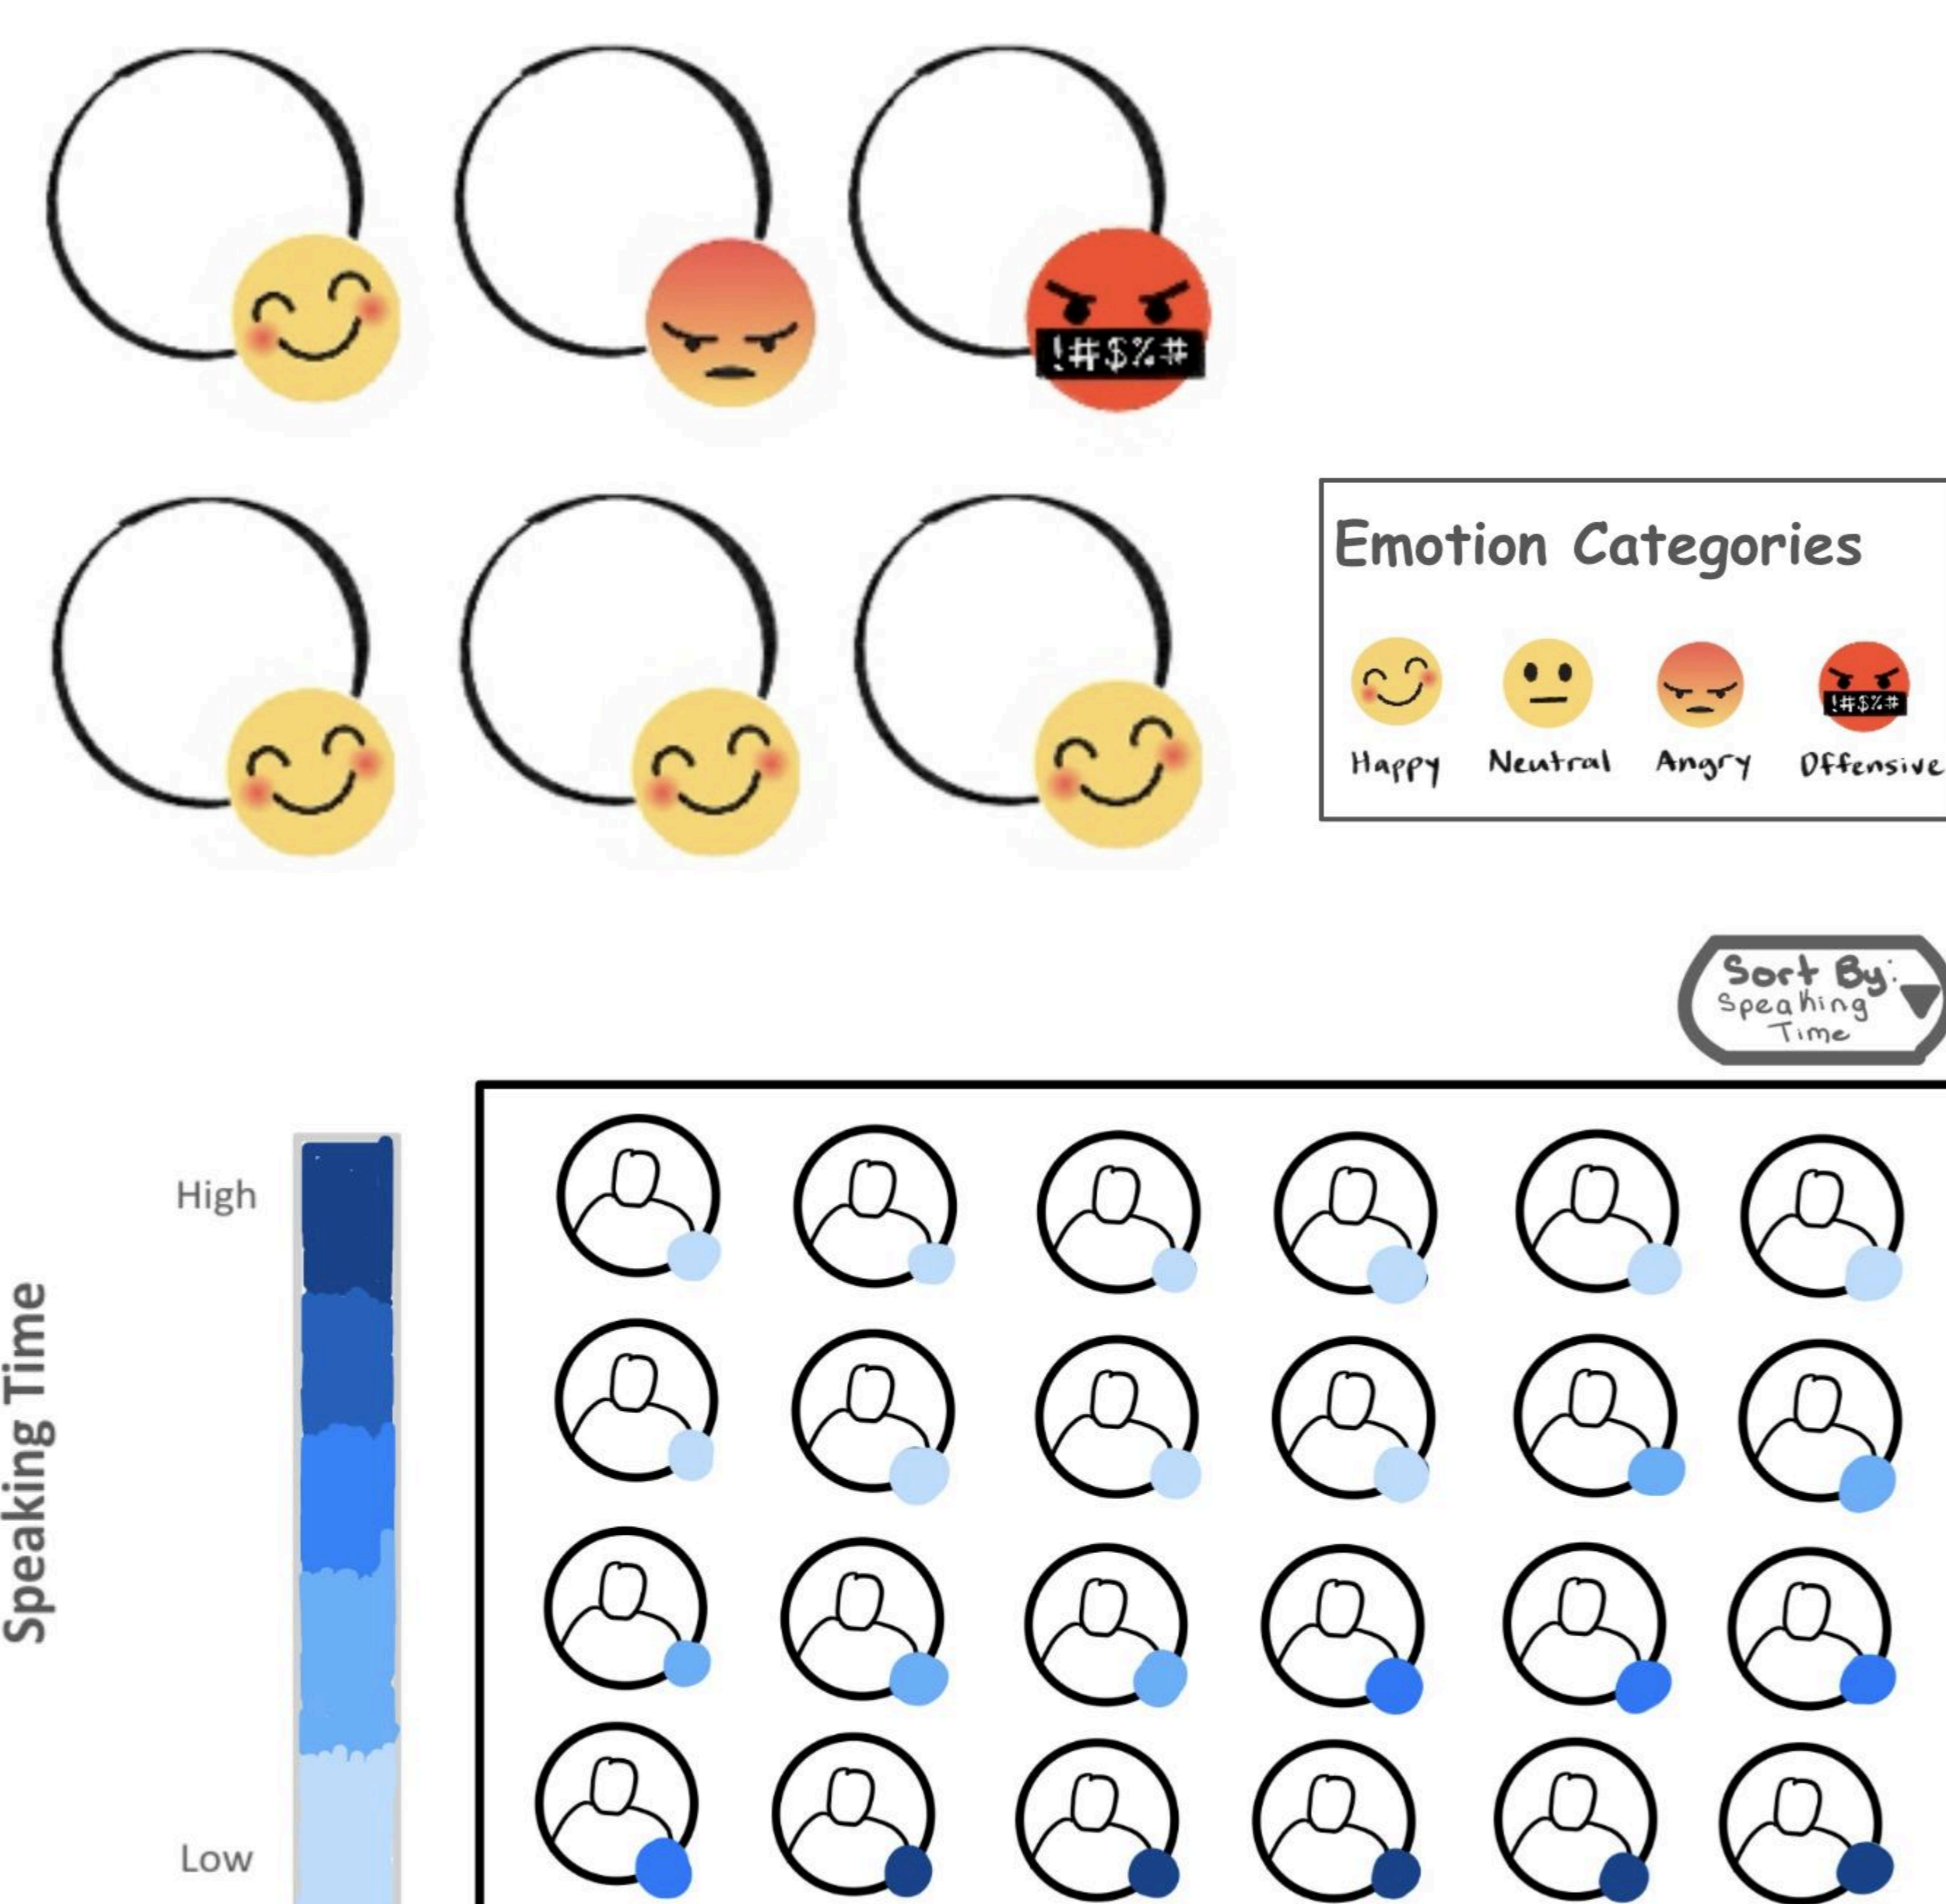 !#$%#
Emotion Categories
!#$%#
Happy Neutral Angry Offensive
Sort By:
Speaking
Time
High
Speaking Time
Low